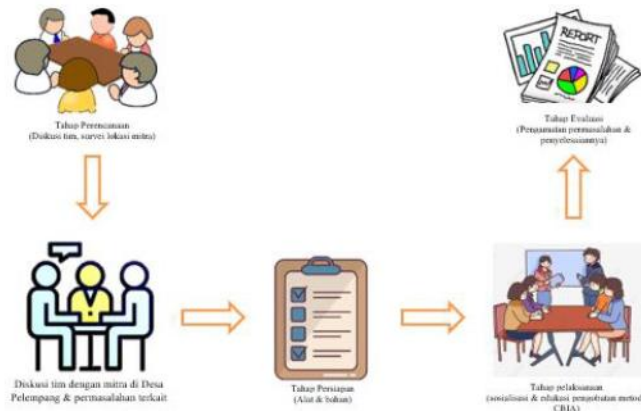 Tahap Perencanaan
(Diskusi tim, survei lokasi mitra)
Diskusi tim dengan mitra di Desa
Pelempang & permasalahan terkait
Tahap Persiapan
(Alat & bahan)
Tahap pelaksanaan
(sosialisasi & edukasi pengobatan metode
CBIA)
REPORT
Tahap Evaluasi
(Pengamatan permasalahan &
penyelesaiannya)